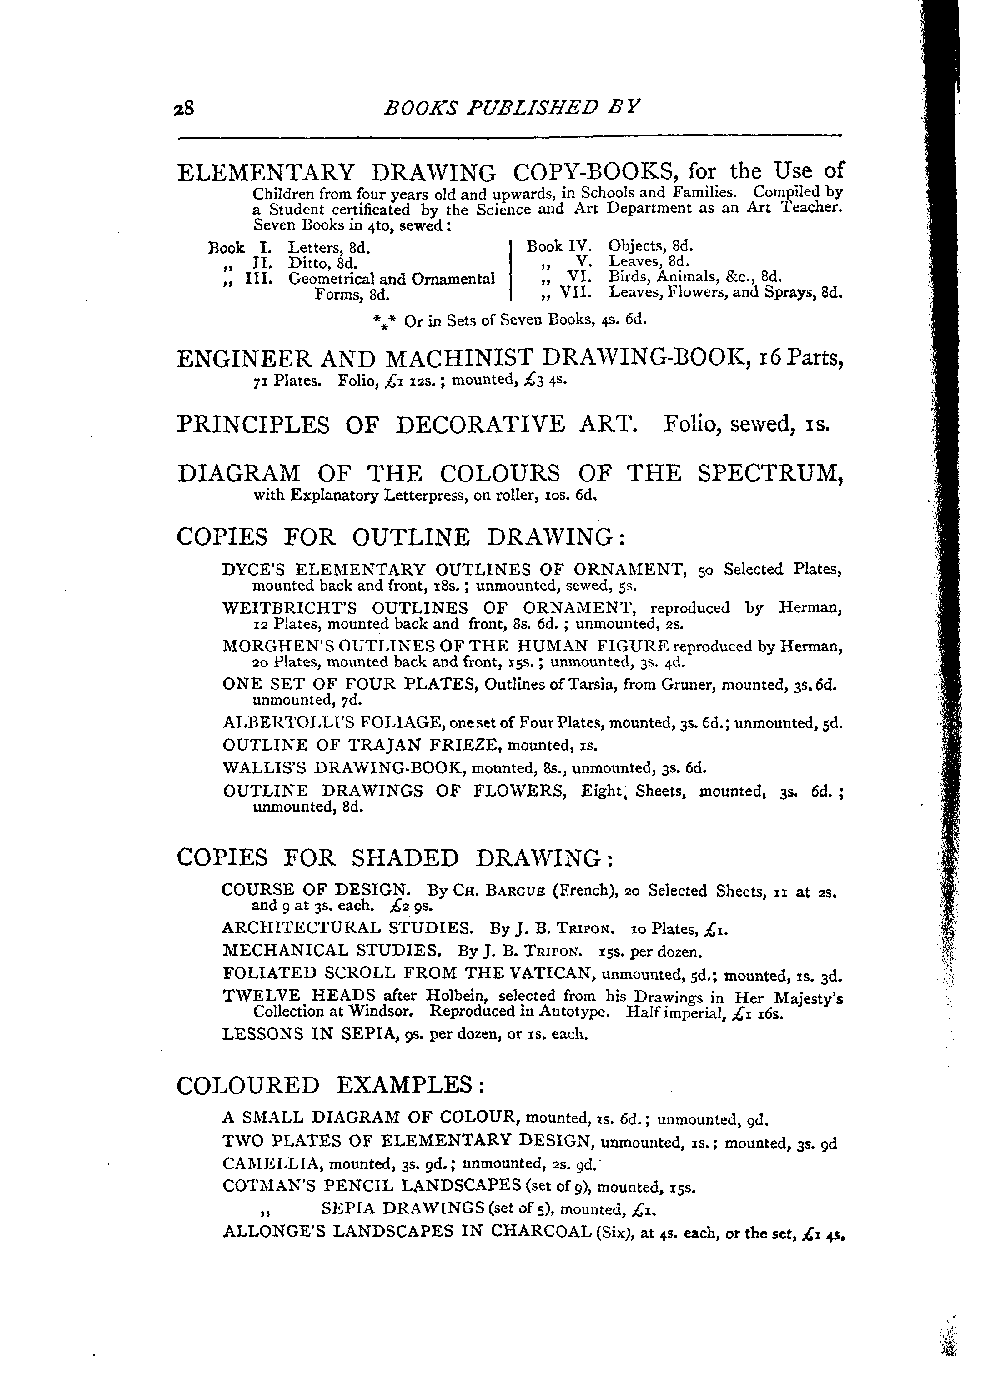 28 BOOKS PUBLISHED BY
ELEMENTARY DRAWING COPY-BOOKS, for the Use of
Children from four years old and upwards, in Schools and Families. Compiled by
a Student certificated by the Science and Art Department as an Art Teacher.
Seven Books in 4to, sewed:
Book I. Letters, 8d.
„ II. Ditto, 8d.
„ III. Geometrical and Ornamental
Forms, 8d.
Book IV. Objects, 8d.
„ V. Leaves, 8d.
„ VI. Birds, Animals, &c., 8d.
„ VII. Leaves, Flowers, and Sprays, 8d.
*** Or in Sets of Seven Books, 4s. 6d.
ENGINEER AND MACHINIST DRAWING-BOOK, 16 Parts,
71 Plates. Folio, £1 12s.; mounted, £3 4s.
PRINCIPLES OF DECORATIVE ART. Folio, sewed, 1s.
DIAGRAM OF THE COLOURS OF THE SPECTRUM,
with Explanatory Letterpress, on roller, 10s. 6d.
COPIES FOR OUTLINE DRAWING:
DYCE'S ELEMENTARY OUTLINES OF ORNAMENT, 50 Selected Plates,
mounted back and front, 18s.; unmounted, sewed, 5s.
WEITBRICHT'S OUTLINES OF ORNAMENT, reproduced by Herman,
12 Plates, mounted back and front, 8s. 6d.; unmounted, 2s.
MORGHEN'S OUTLINES OF THE HUMAN FIGURE reproduced by Herman,
20 Plates, mounted back and front, 15s.; unmounted, 3s. 4d.
ONE SET OF FOUR PLATES, Outlines of Tarsia, from Gruner, mounted, 3s. 6d.
unmounted, 7d.
ALBERTOLLI'S FOLIAGE, one set of Four Plates, mounted, 3s. 6d.; unmounted, 5d.
OUTLINE OF TRAJAN FRIEZE, mounted, 1s.
WALLIS'S DRAWING-BOOK, mounted, 8s., unmounted, 3s. 6d.
OUTLINE DRAWINGS OF FLOWERS, Eight Sheets, mounted, 3s. 6d.;
unmounted, 8d.
COPIES FOR SHADED DRAWING:
COURSE OF DESIGN. By CH. BARGUE (French), 20 Selected Sheets, 11 at 2s.
and 9 at 3s. each. £2 9s.
ARCHITECTURAL STUDIES. By J. B. TRIPON. 10 Plates, £1.
MECHANICAL STUDIES. By J. B. TRIPON. 15s. per dozen.
FOLIATED SCROLL FROM THE VATICAN, unmounted, 5d.; mounted, 1s. 3d.
TWELVE HEADS after Holbein, selected from his Drawings in Her Majesty's
Collection at Windsor. Reproduced in Autotype. Half imperial, £1 16s.
LESSONS IN SEPIA, 9s. per dozen, or 1s. each.
COLOURED EXAMPLES:
A SMALL DIAGRAM OF COLOUR, mounted, 1s. 6d.; unmounted, 9d.
TWO PLATES OF ELEMENTARY DESIGN, unmounted, 1s.; mounted, 3s. 9d
CAMELLIA, mounted, 3s. 9d.; unmounted, 2s. 9d.
COTMAN'S PENCIL LANDSCAPES (set of 9), mounted, 15s.
„ SEPIA DRAWINGS (set of 5), mounted, £1.
ALLONGE'S LANDSCAPES IN CHARCOAL (Six), at 4s. each, or the set, £1 4s.